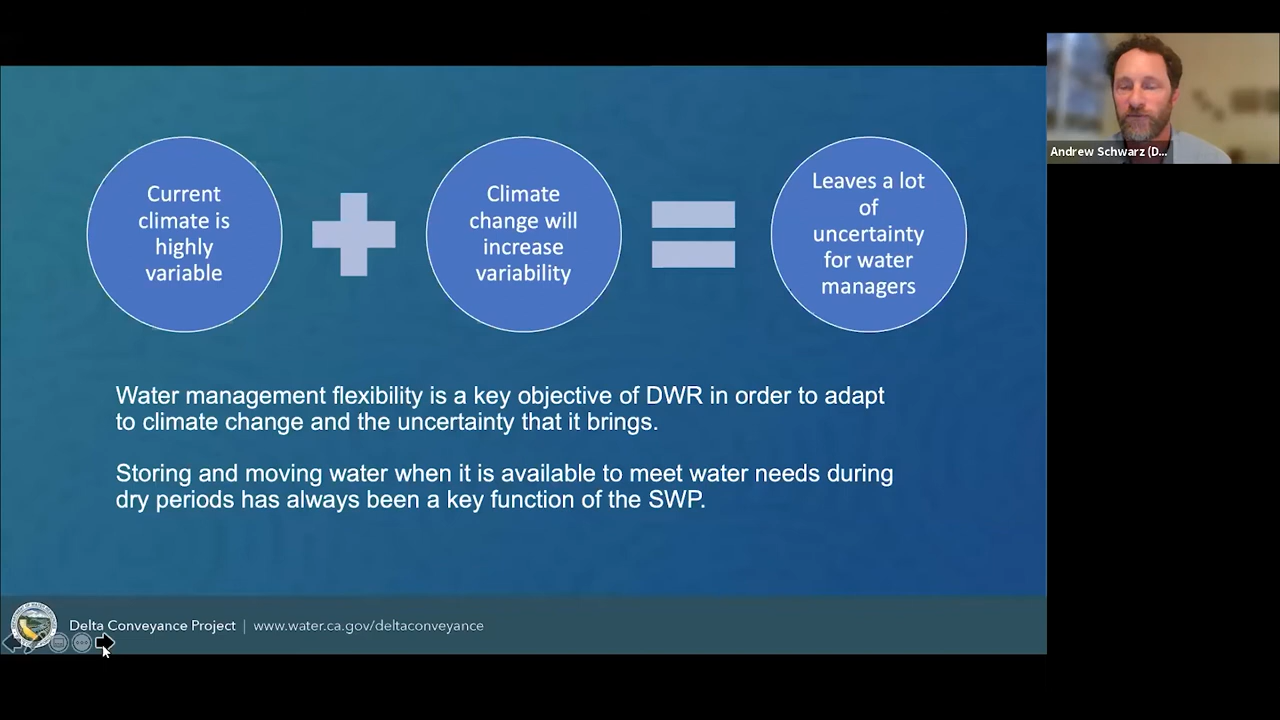 Current
climate is
highly
variable
Climate
change will
increase
variability
Leaves a lot
of
uncertainty
for water
managers
Water management flexibility is a key objective of DWR in order to adapt
to climate change and the uncertainty that it brings.
Storing and moving water when it is available to meet water needs during
dry periods has always been a key function of the SWP.
Delta Conveyance Project | www.water.ca.gov/deltaconveyance
Andrew Schwarz (D...